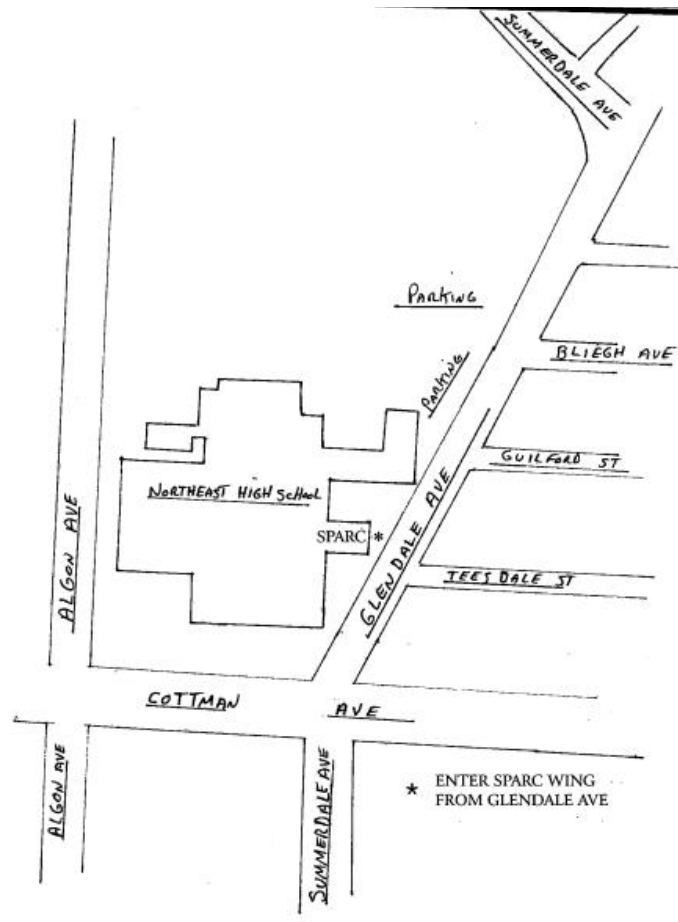 SUMMERDALE AVE
PARKING
BLIEGH AVE
PARKING
GUILFORD ST
NORTHEAST HIGH School
SPARC *
GLENDALE AVE
ALGON AVE
TEESDALE ST
COTTMAN AVE
ALGON AVE
SUMMERDALE AVE
* ENTER SPARC WING
FROM GLENDALE AVE